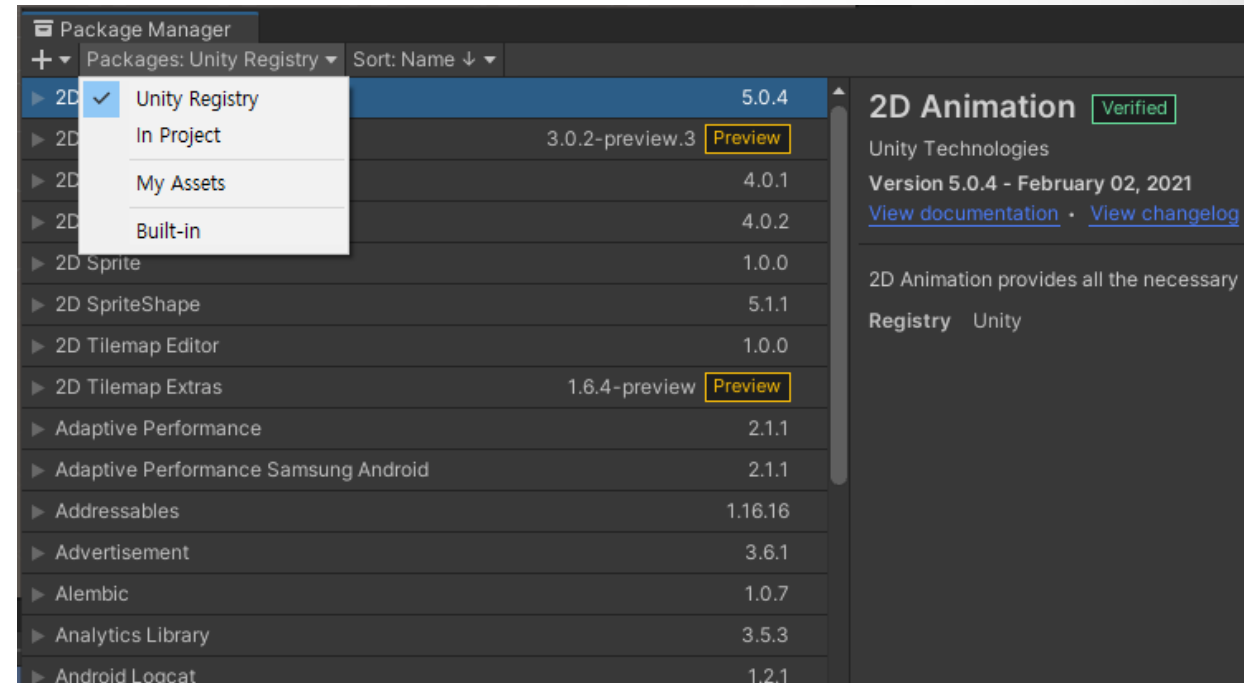 Package Manager
+ Packages: Unity Registry Sort: Name ↓
Unity Registry
In Project
My Assets
Built-in
2D 5.0.4
2D 3.0.2-preview.3 Preview
2D 4.0.1
2D 4.0.2
2D Sprite 1.0.0
2D SpriteShape 5.1.1
2D Tilemap Editor 1.0.0
2D Tilemap Extras 1.6.4-preview Preview
Adaptive Performance 2.1.1
Adaptive Performance Samsung Android 2.1.1
Addressables 1.16.16
Advertisement 3.6.1
Alembic 1.0.7
Analytics Library 3.5.3
Android Logcat 1.2.1
2D Animation Verified
Unity Technologies
Version 5.0.4 - February 02, 2021
View documentation • View changelog
2D Animation provides all the necessary
Registry Unity